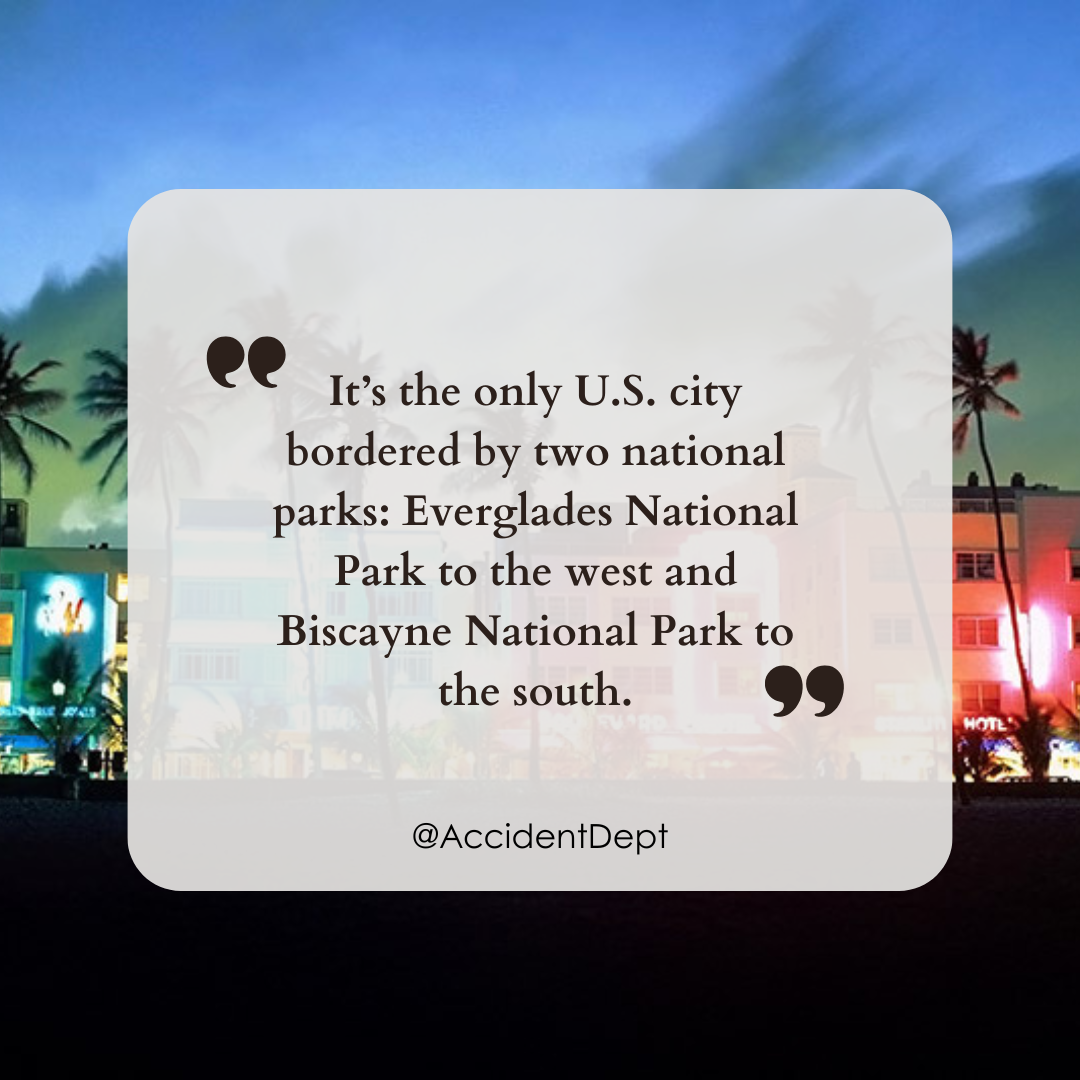 ❟❟
It’s the only U.S. city
bordered by two national
parks: Everglades National
Park to the west and
Biscayne National Park to
the south.
❟❟
@AccidentDept
HOTEL